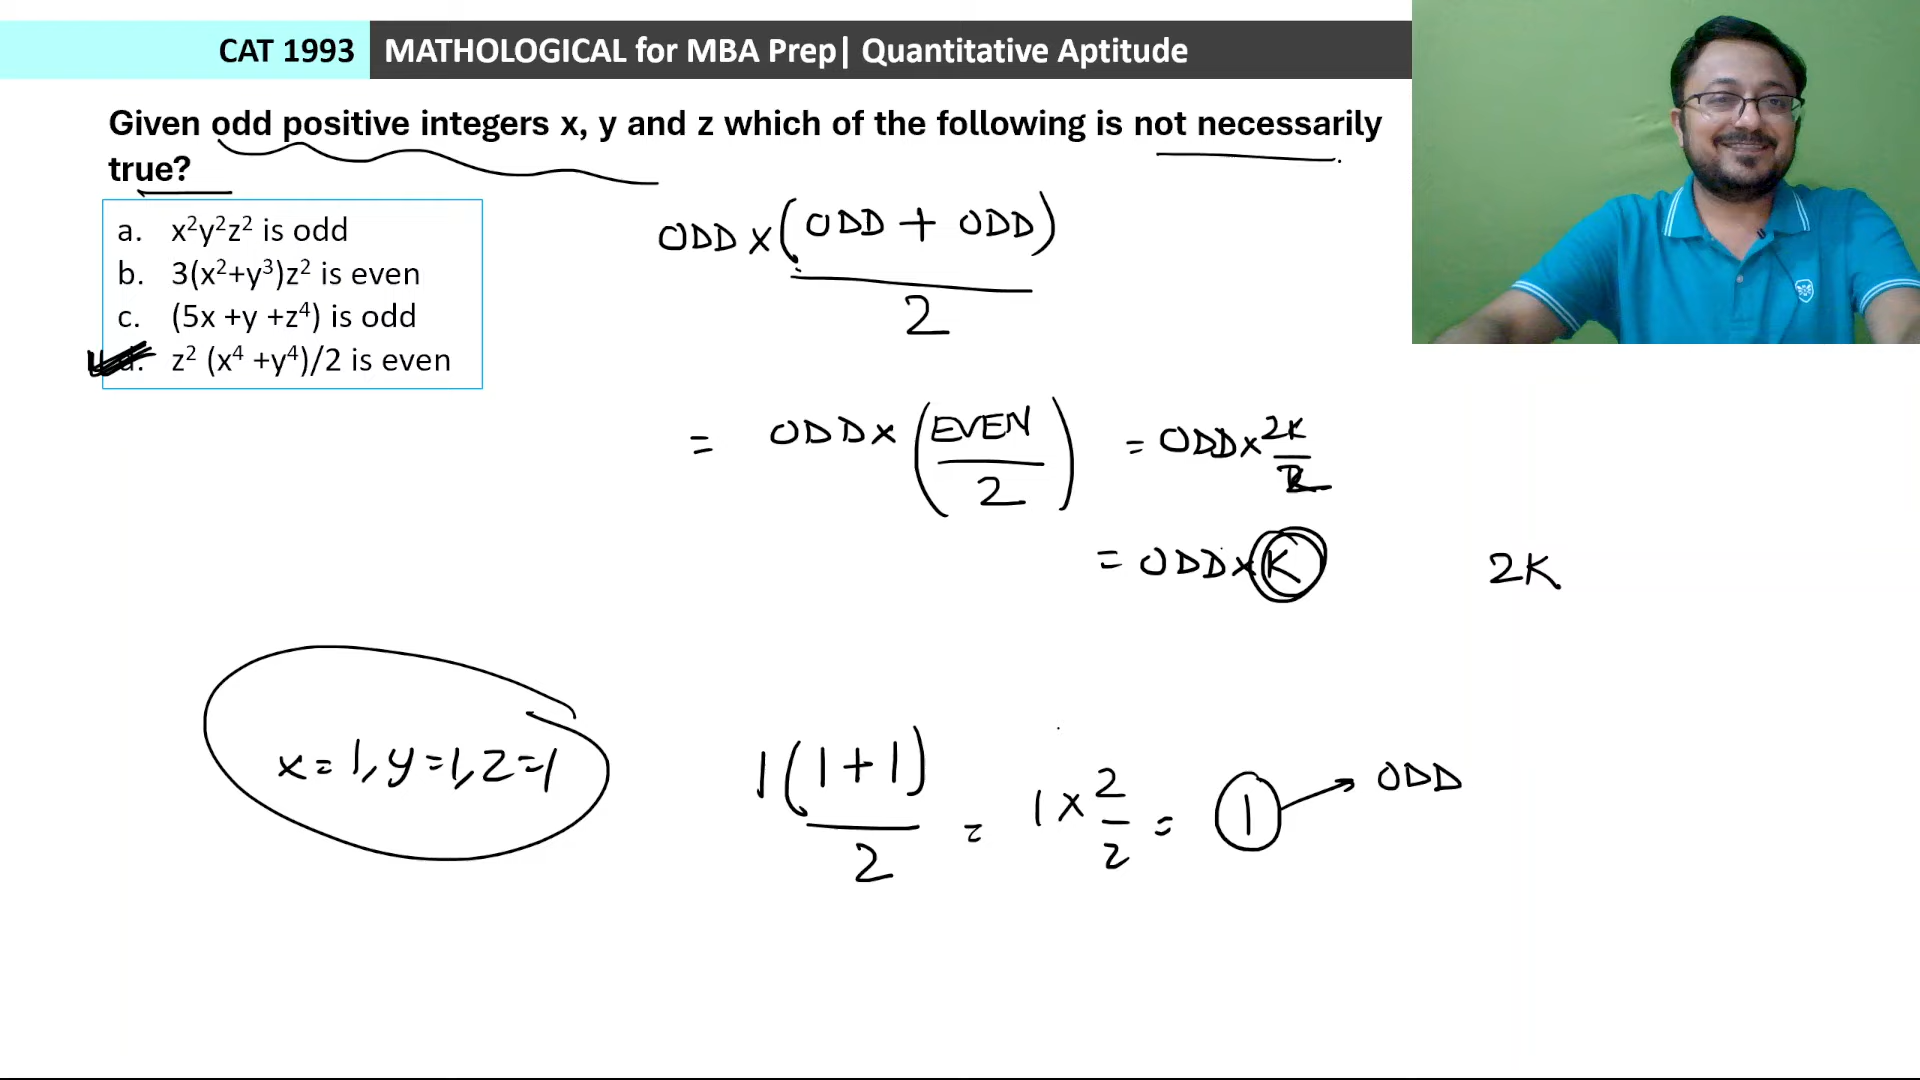 CAT 1993 MATHOLOGICAL for MBA Prep| Quantitative Aptitude
Given odd positive integers x, y and z which of the following is not necessarily
true?
a. x²y²z² is odd
b. 3(x²+y³)z² is even
c. (5x +y +z⁴) is odd
d. z² (x⁴ +y⁴)/2 is even
ODD x (ODD + ODD)
2
= ODD x (EVEN / 2) = ODD x 2K / 2
= ODD x K
2K
x = 1, y = 1, z = 1
1(1+1) / 2 = 1 x 2 / 2 = 1 → ODD